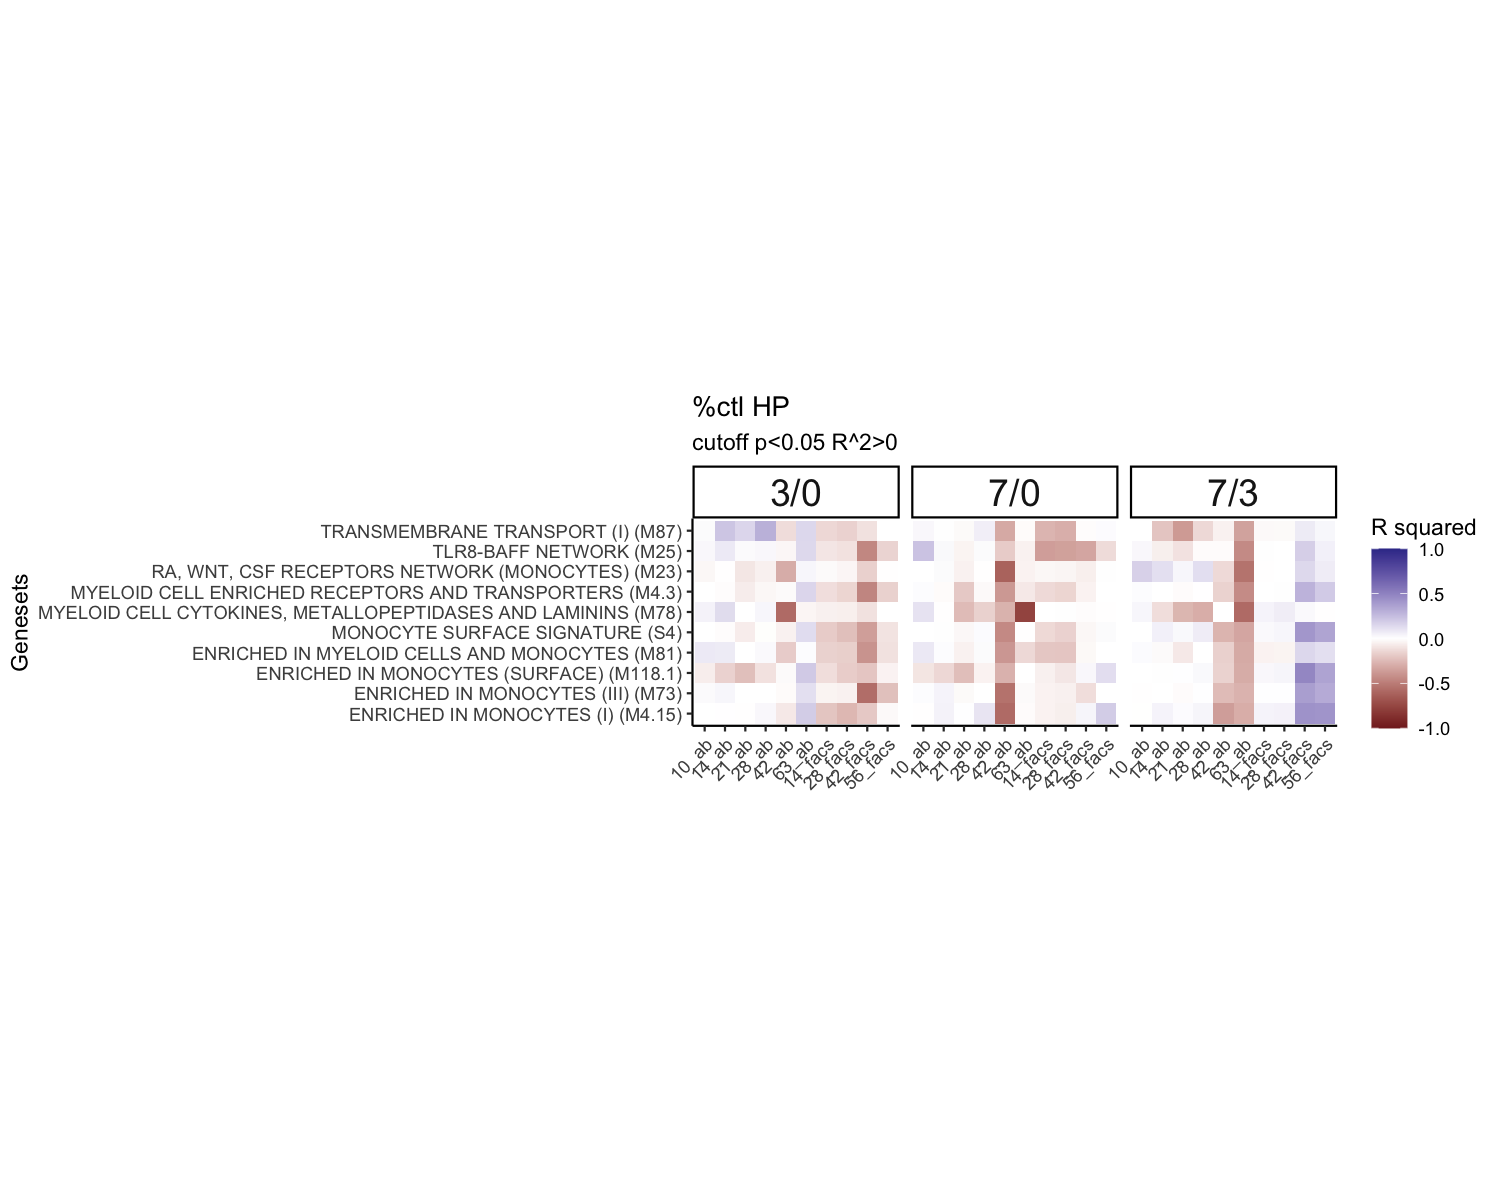 %ctl HP
cutoff p<0.05 R^2>0
3/0
7/0
7/3
Genesets
TRANSMEMBRANE TRANSPORT (I) (M87)
TLR8-BAFF NETWORK (M25)
RA, WNT, CSF RECEPTORS NETWORK (MONOCYTES) (M23)
MYELOID CELL ENRICHED RECEPTORS AND TRANSPORTERS (M4.3)
MYELOID CELL CYTOKINES, METALLOPEPTIDASES AND LAMININS (M78)
MONOCYTE SURFACE SIGNATURE (S4)
ENRICHED IN MYELOID CELLS AND MONOCYTES (M81)
ENRICHED IN MONOCYTES (SURFACE) (M118.1)
ENRICHED IN MONOCYTES (III) (M73)
ENRICHED IN MONOCYTES (I) (M4.15)
10_ab
14_ab
21_ab
28_ab
42_ab
63_ab
14_facs
28_facs
42_facs
56_facs
10_ab
14_ab
21_ab
28_ab
42_ab
63_ab
14_facs
28_facs
42_facs
56_facs
10_ab
14_ab
21_ab
28_ab
42_ab
63_ab
14_facs
28_facs
42_facs
56_facs
R squared
1.0
0.5
0.0
-0.5
-1.0